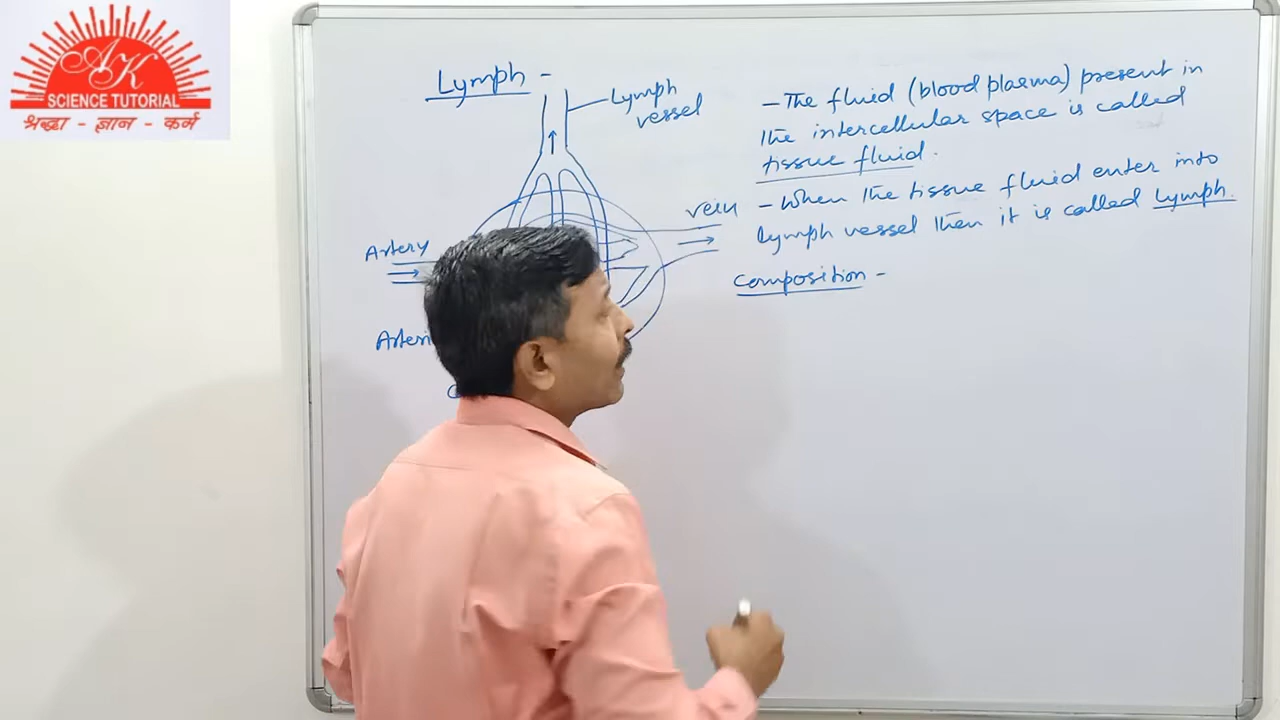 AK
SCIENCE TUTORIAL
श्रद्धा - ज्ञान - कर्म
Lymph -
Lymph
vessel
vein
Artery
- The fluid (blood plasma) present in
the intercellular space is called
tissue fluid.
- When the tissue fluid enter into
lymph vessel then it is called Lymph.
composition -